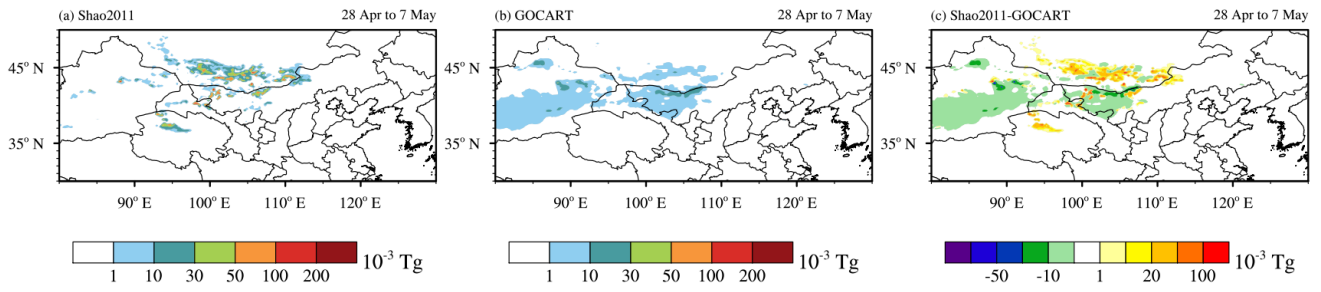 (a) Shao2011 28 Apr to 7 May
45° N
35° N
90° E 100° E 110° E 120° E
1 10 30 50 100 200 10⁻³ Tg
(b) GOCART 28 Apr to 7 May
45° N
35° N
90° E 100° E 110° E 120° E
1 10 30 50 100 200 10⁻³ Tg
(c) Shao2011-GOCART 28 Apr to 7 May
45° N
35° N
90° E 100° E 110° E 120° E
-50 -10 1 20 100 10⁻³ Tg